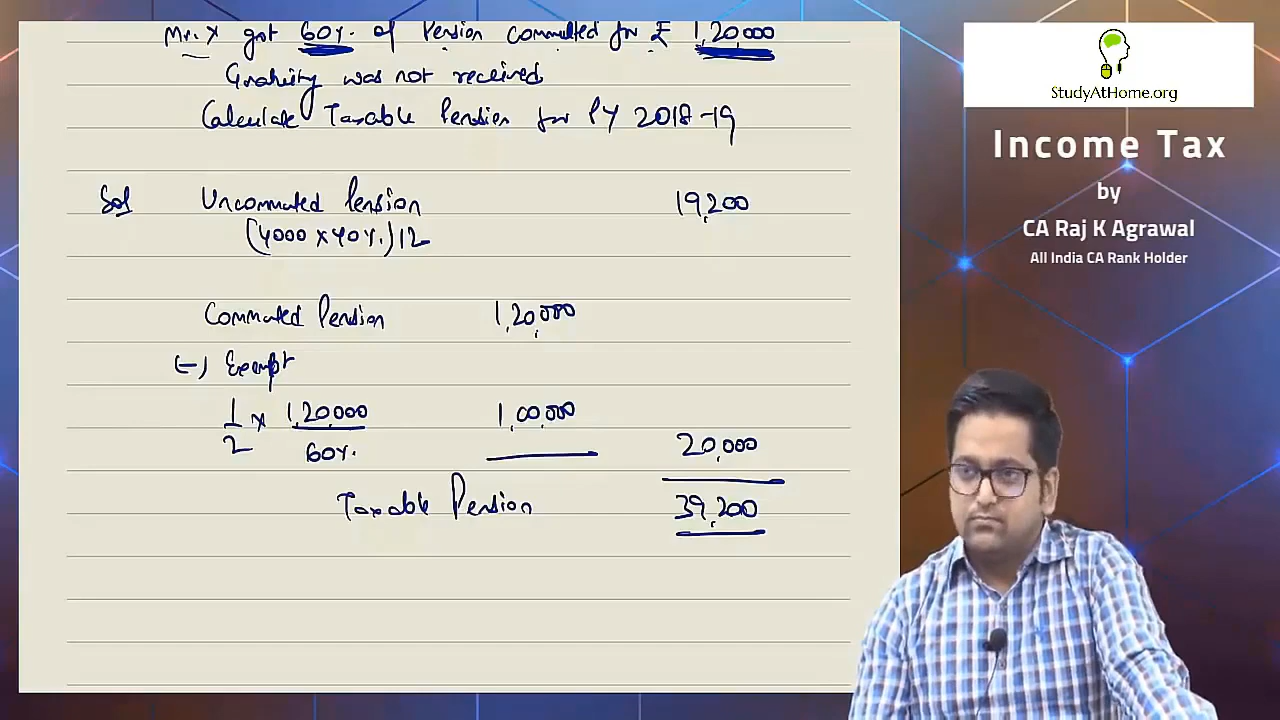 Mr. X got 60%. of Pension commuted for ₹ 1,20,000
Gratuity was not received
Calculate Taxable Pension for PY 2018-19
Sol Uncommuted Pension 19,200
(4000 x 40%.)12
Commuted Pension 1,20,000
(-) Exempt
1/2 x 1,20,000/60%. 1,00,000
20,000
Taxable Pension 39,200
StudyAtHome.org
Income Tax
by
CA Raj K Agrawal
All India CA Rank Holder